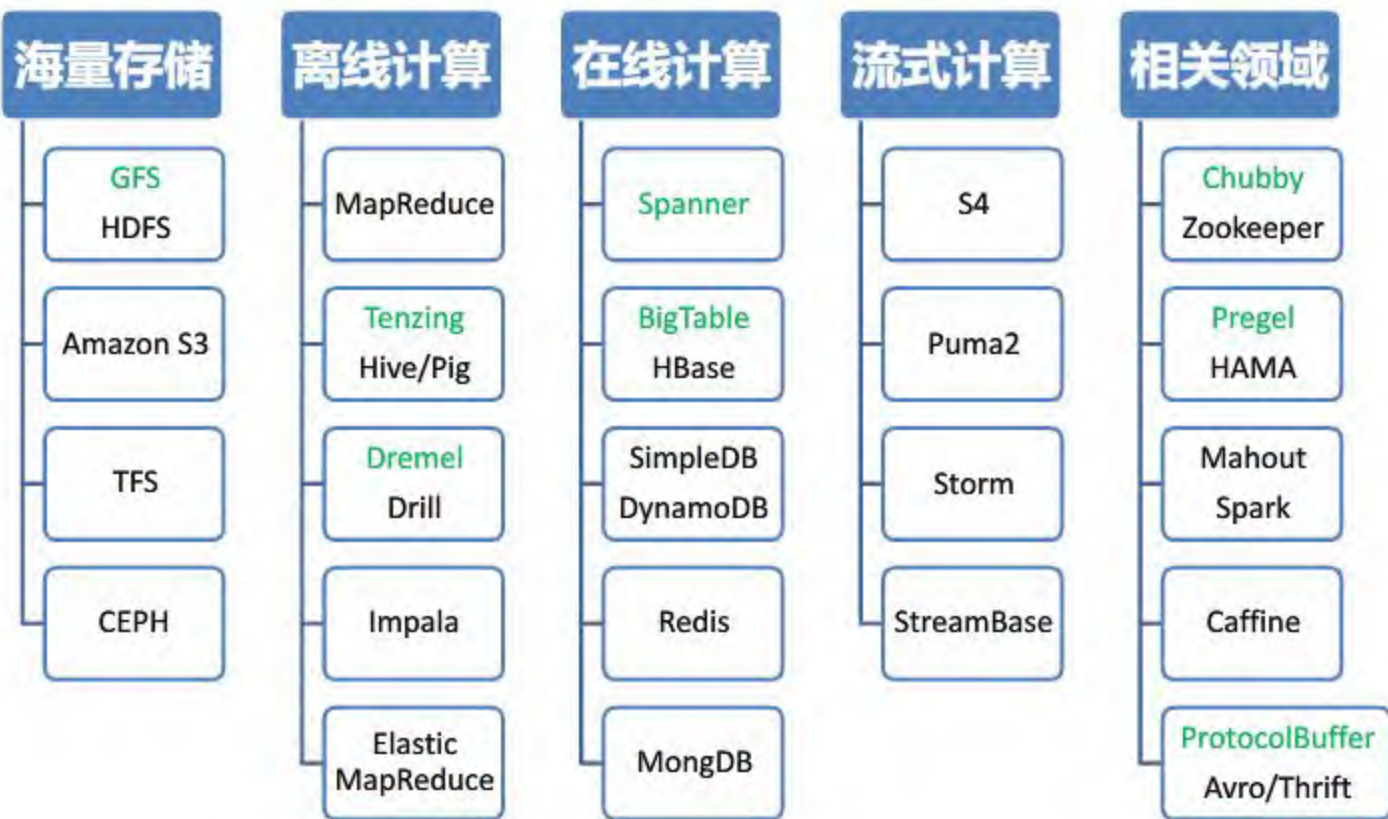 海量存储
GFS
HDFS
Amazon S3
TFS
CEPH
离线计算
MapReduce
Tenzing
Hive/Pig
Dremel
Drill
Impala
Elastic
MapReduce
在线计算
Spanner
BigTable
HBase
SimpleDB
DynamoDB
Redis
MongDB
流式计算
S4
Puma2
Storm
StreamBase
相关领域
Chubby
Zookeeper
Pregel
HAMA
Mahout
Spark
Caffine
ProtocolBuffer
Avro/Thrift